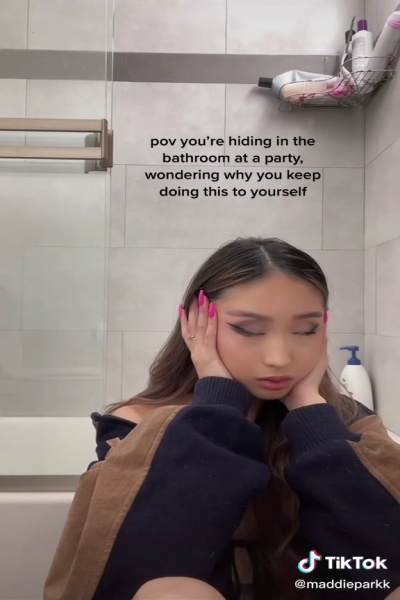 pov you're hiding in the
bathroom at a party,
wondering why you keep
doing this to yourself
TikTok
@maddieparkk